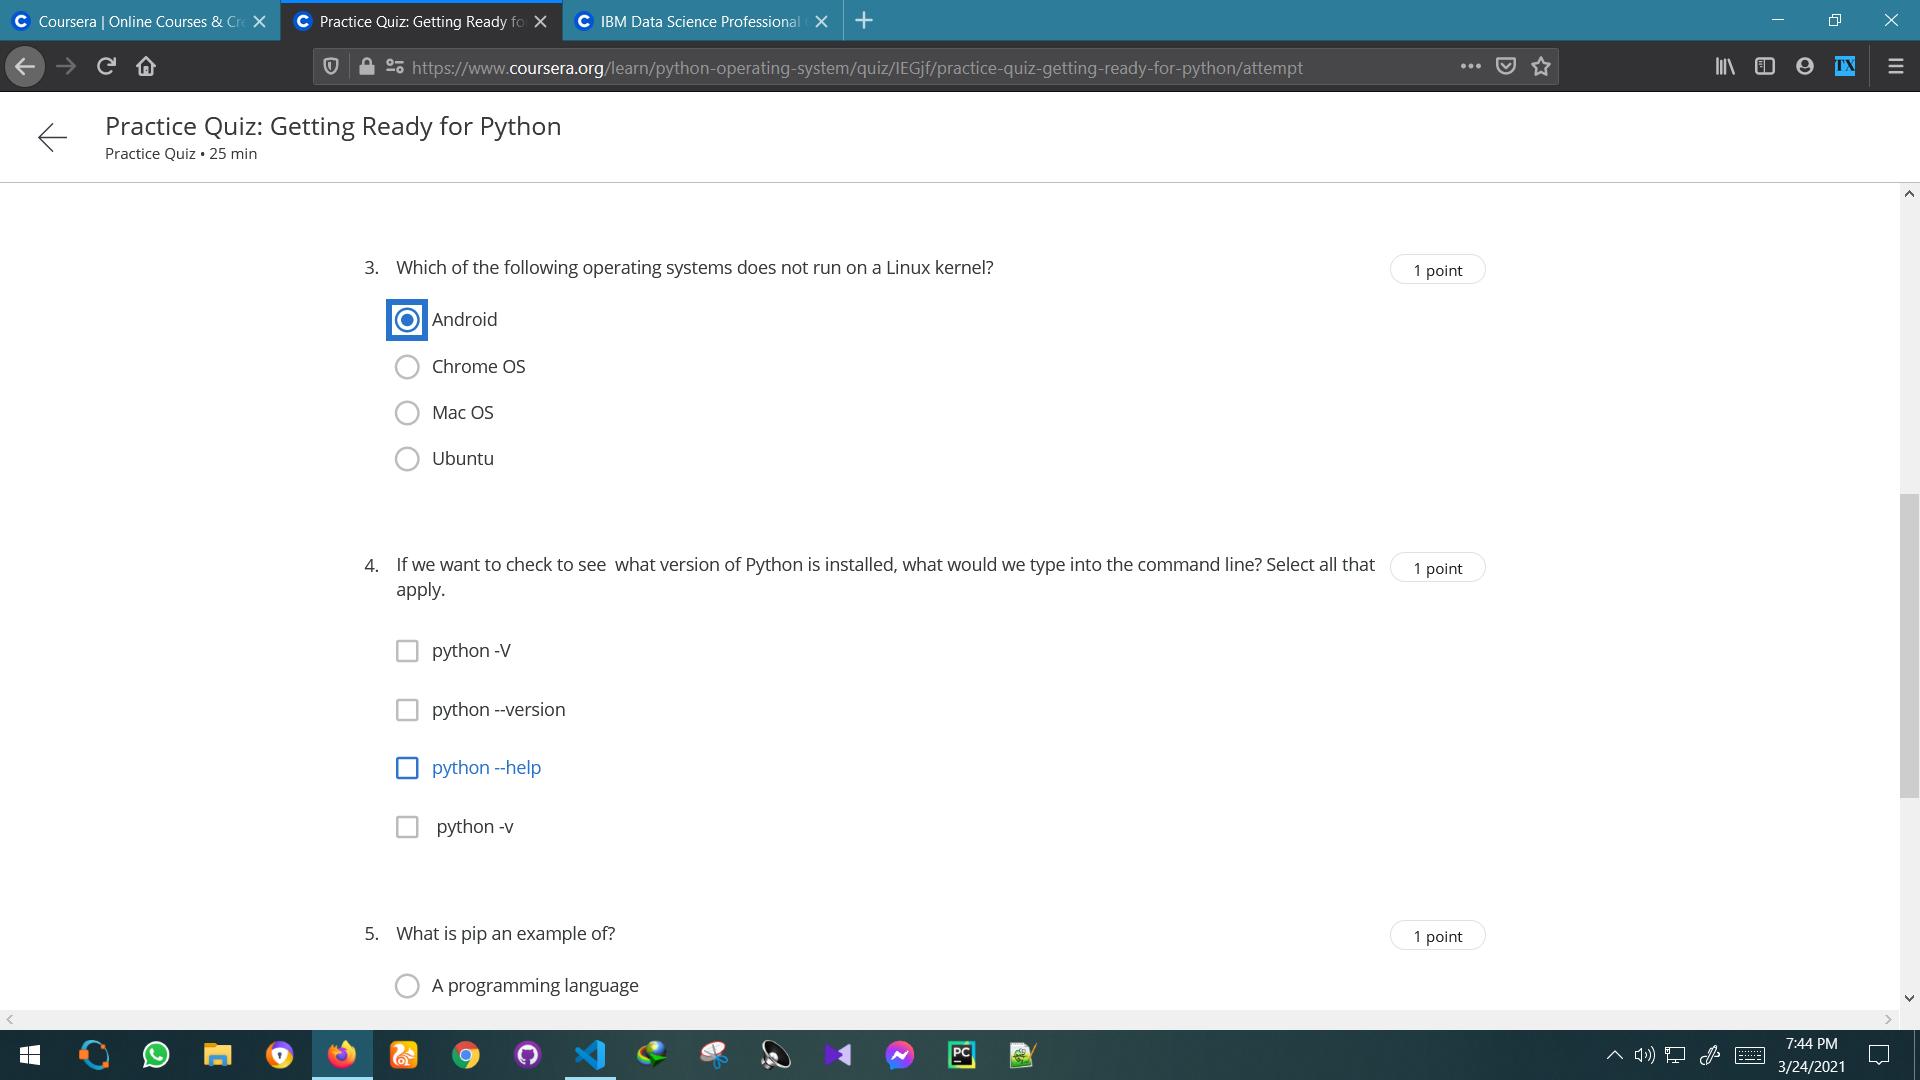 Coursera | Online Courses & Cre
Practice Quiz: Getting Ready fo
IBM Data Science Professional
https://www.coursera.org/learn/python-operating-system/quiz/IEGjf/practice-quiz-getting-ready-for-python/attempt
TX
Practice Quiz: Getting Ready for Python
Practice Quiz • 25 min
3. Which of the following operating systems does not run on a Linux kernel?
1 point
Android
Chrome OS
Mac OS
Ubuntu
4. If we want to check to see  what version of Python is installed, what would we type into the command line? Select all that
apply.
1 point
python -V
python --version
python --help
python -v
5. What is pip an example of?
1 point
A programming language
PC
7:44 PM
3/24/2021